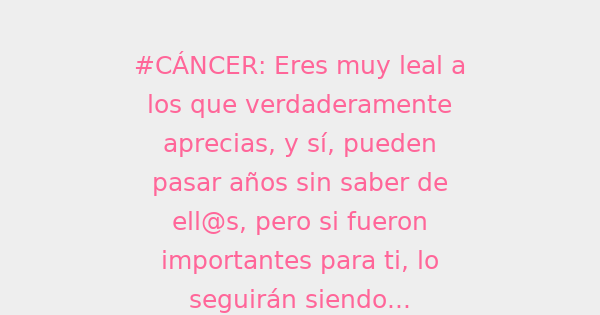 #CÁNCER: Eres muy leal a
los que verdaderamente
aprecias, y sí, pueden
pasar años sin saber de
ell@s, pero si fueron
importantes para ti, lo
seguirán siendo...